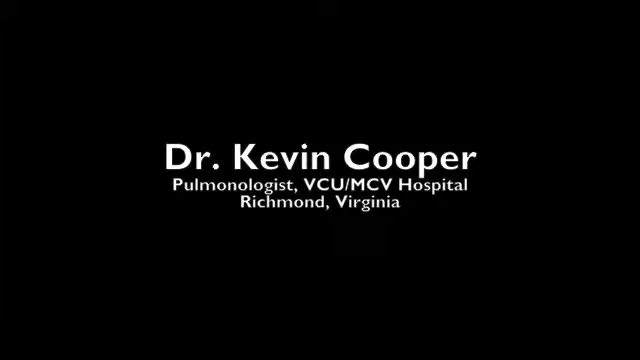 Dr. Kevin Cooper
Pulmonologist, VCU/MCV Hospital
Richmond, Virginia